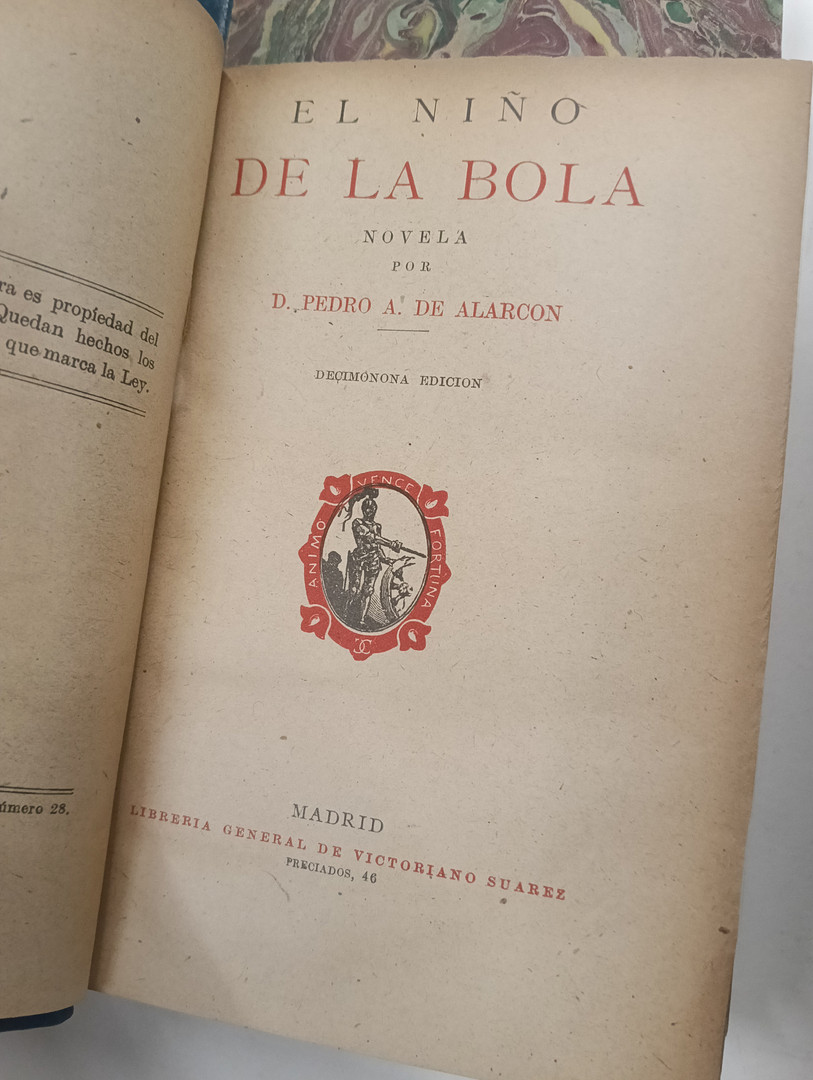 ra es propiedad del
Quedan hechos los
que marca la Ley.
número 28.
EL NIÑO
DE LA BOLA
NOVELA
POR
D. PEDRO A. DE ALARCON
DECIMONONA EDICION
ANIMO VENCE FORTUNA
MADRID
LIBRERIA GENERAL DE VICTORIANO SUAREZ
PRECIADOS, 46